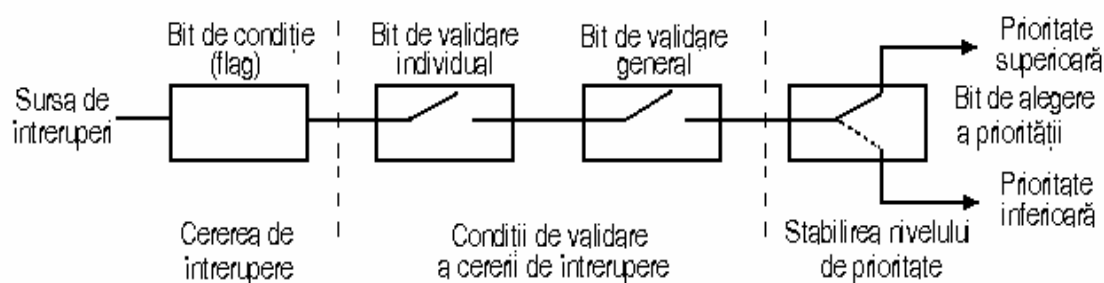 Bit de condiție
(flag)
Bit de validare
individual
Bit de validare
general
Prioritate
superioară
Sursa de
întreruperi
Bit de alegere
a priorității
Prioritate
inferioară
Cererea de
întrerupere
Conditii de validare
a cererii de întrerupere
Stabilirea nivelului
de prioritate